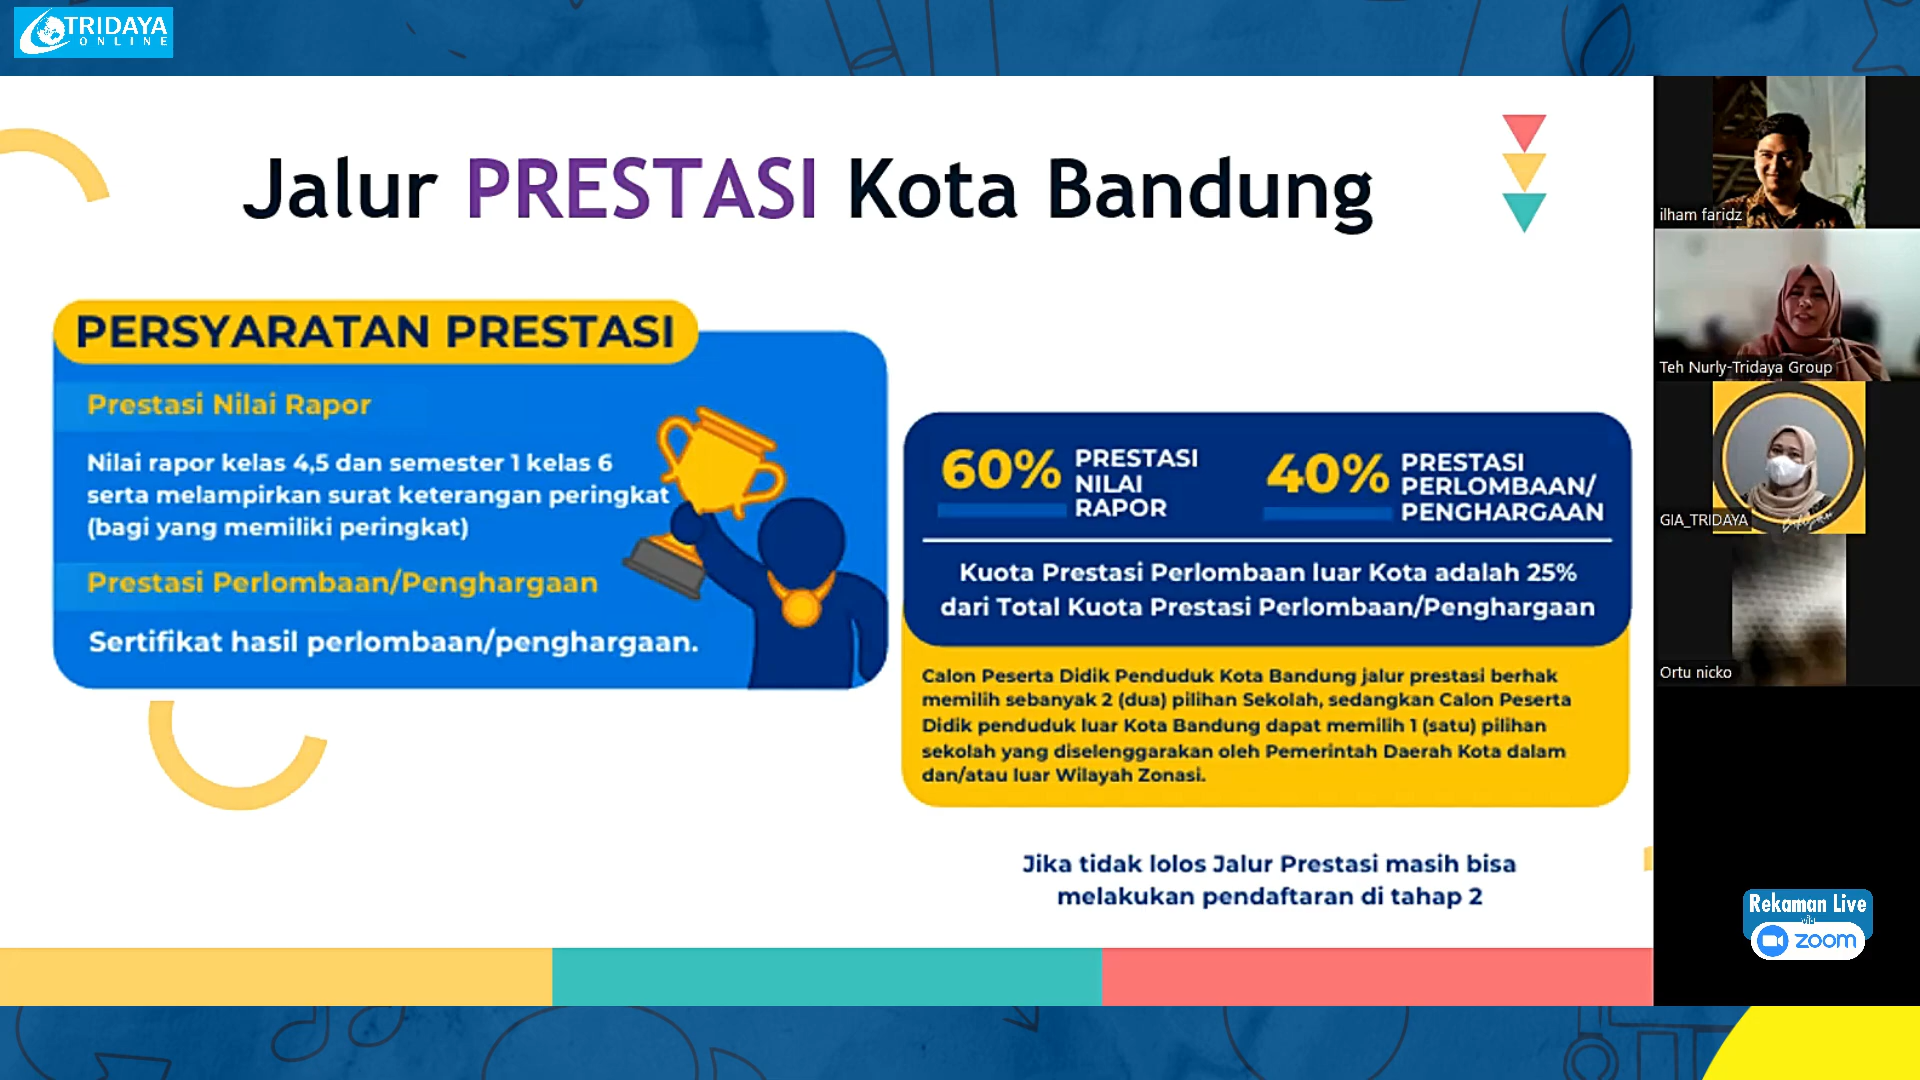 TRIDAYA
ONLINE
Jalur PRESTASI Kota Bandung
PERSYARATAN PRESTASI
Prestasi Nilai Rapor
Nilai rapor kelas 4,5 dan semester 1 kelas 6
serta melampirkan surat keterangan peringkat
(bagi yang memiliki peringkat)
Prestasi Perlombaan/Penghargaan
Sertifikat hasil perlombaan/penghargaan.
60% PRESTASI
NILAI
RAPOR
40% PRESTASI
PERLOMBAAN/
PENGHARGAAN
Kuota Prestasi Perlombaan luar Kota adalah 25%
dari Total Kuota Prestasi Perlombaan/Penghargaan
Calon Peserta Didik Penduduk Kota Bandung jalur prestasi berhak
memilih sebanyak 2 (dua) pilihan Sekolah, sedangkan Calon Peserta
Didik penduduk luar Kota Bandung dapat memilih 1 (satu) pilihan
sekolah yang diselenggarakan oleh Pemerintah Daerah Kota dalam
dan/atau luar Wilayah Zonasi.
Jika tidak lolos Jalur Prestasi masih bisa
melakukan pendaftaran di tahap 2
ilham faridz
Teh Nurly-Tridaya Group
GIA_TRIDAYA
Ortu nicko
Rekaman Live
via
zoom